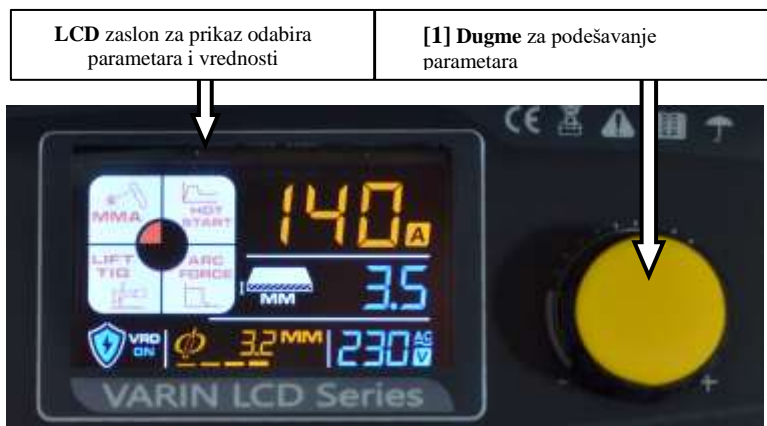 LCD zaslon za prikaz odabira
parametara i vrednosti
[1] Dugme za podešavanje
parametara
CE
MMA
HOT
START
LIFT
TIG
ARC
FORCE
140 A
MM
3.5
VRD
ON
3.2 MM
230 AC
V
VARIN LCD Series
- +